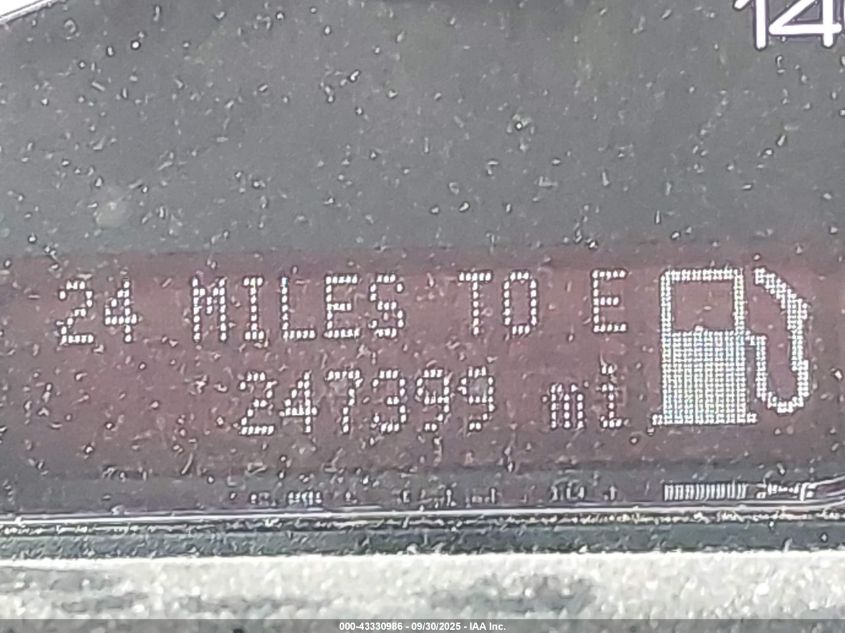 24 MILES TO E
247399 mi
000-43330986 - 09/30/2025 - IAA Inc.